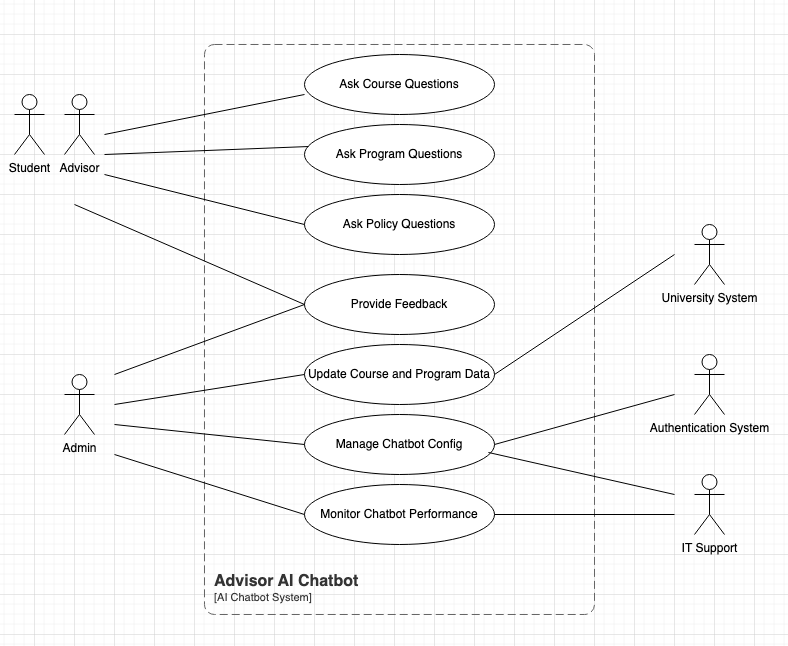 Ask Course Questions
Student
Advisor
Ask Program Questions
Ask Policy Questions
Provide Feedback
University System
Update Course and Program Data
Admin
Manage Chatbot Config
Authentication System
Monitor Chatbot Performance
IT Support
Advisor AI Chatbot
[AI Chatbot System]